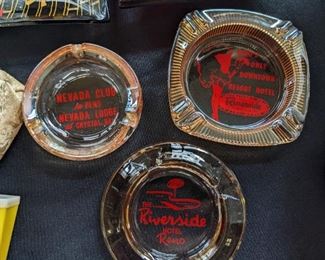 NEVADA CLUB
in RENO
NEVADA LODGE
at CRYSTAL BAY
ONLY DOWNTOWN
RESORT HOTEL
THE
Riverside
HOTEL
Reno